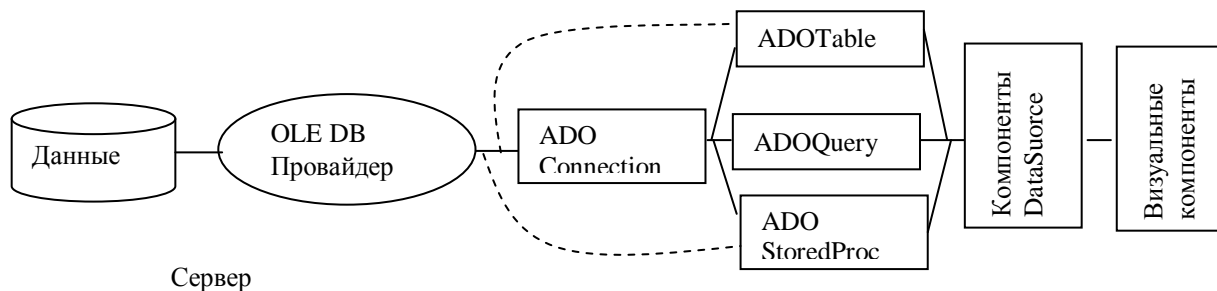 Данные
OLE DB
Провайдер
ADO
Connection
ADOTable
ADOQuery
ADO
StoredProc
Компоненты
DataSuorce
Визуальные
компоненты
Сервер